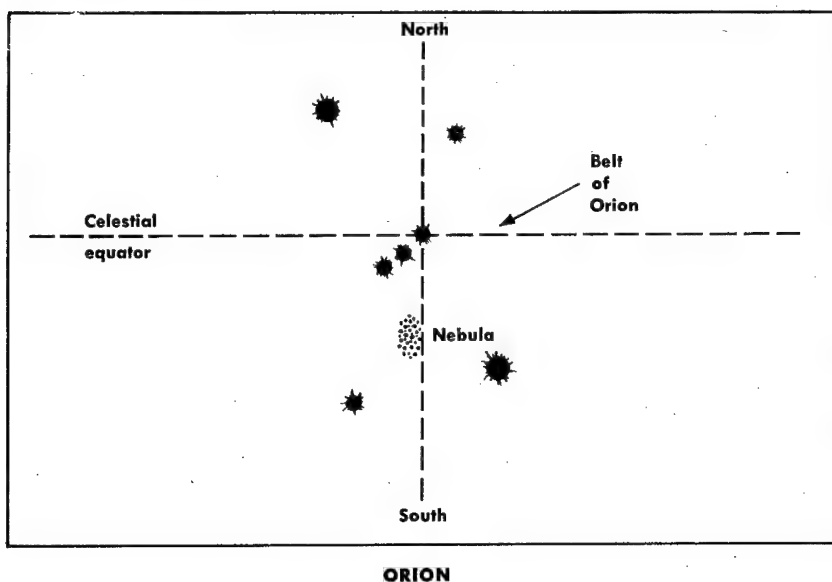 North
Belt
of
Orion
Celestial
equator
Nebula
South
ORION